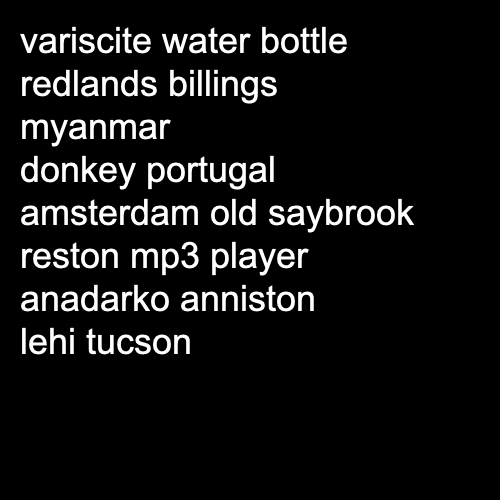 variscite water bottle
redlands billings
myanmar
donkey portugal
amsterdam old saybrook
reston mp3 player
anadarko anniston
lehi tucson